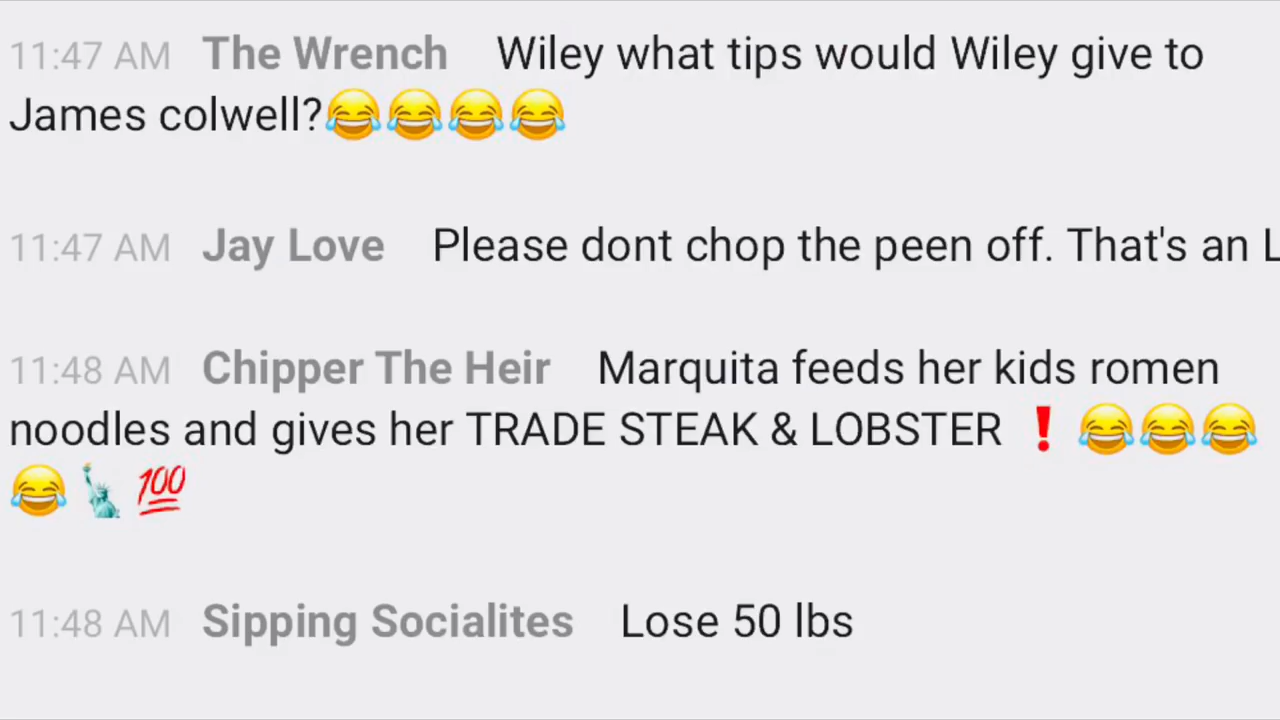 11:47 AM The Wrench Wiley what tips would Wiley give to
James colwell?😂😂😂😂
11:47 AM Jay Love Please dont chop the peen off. That's an L
11:48 AM Chipper The Heir Marquita feeds her kids romen
noodles and gives her TRADE STEAK & LOBSTER ❗ 😂😂😂
😂🗽💯
11:48 AM Sipping Socialites Lose 50 lbs